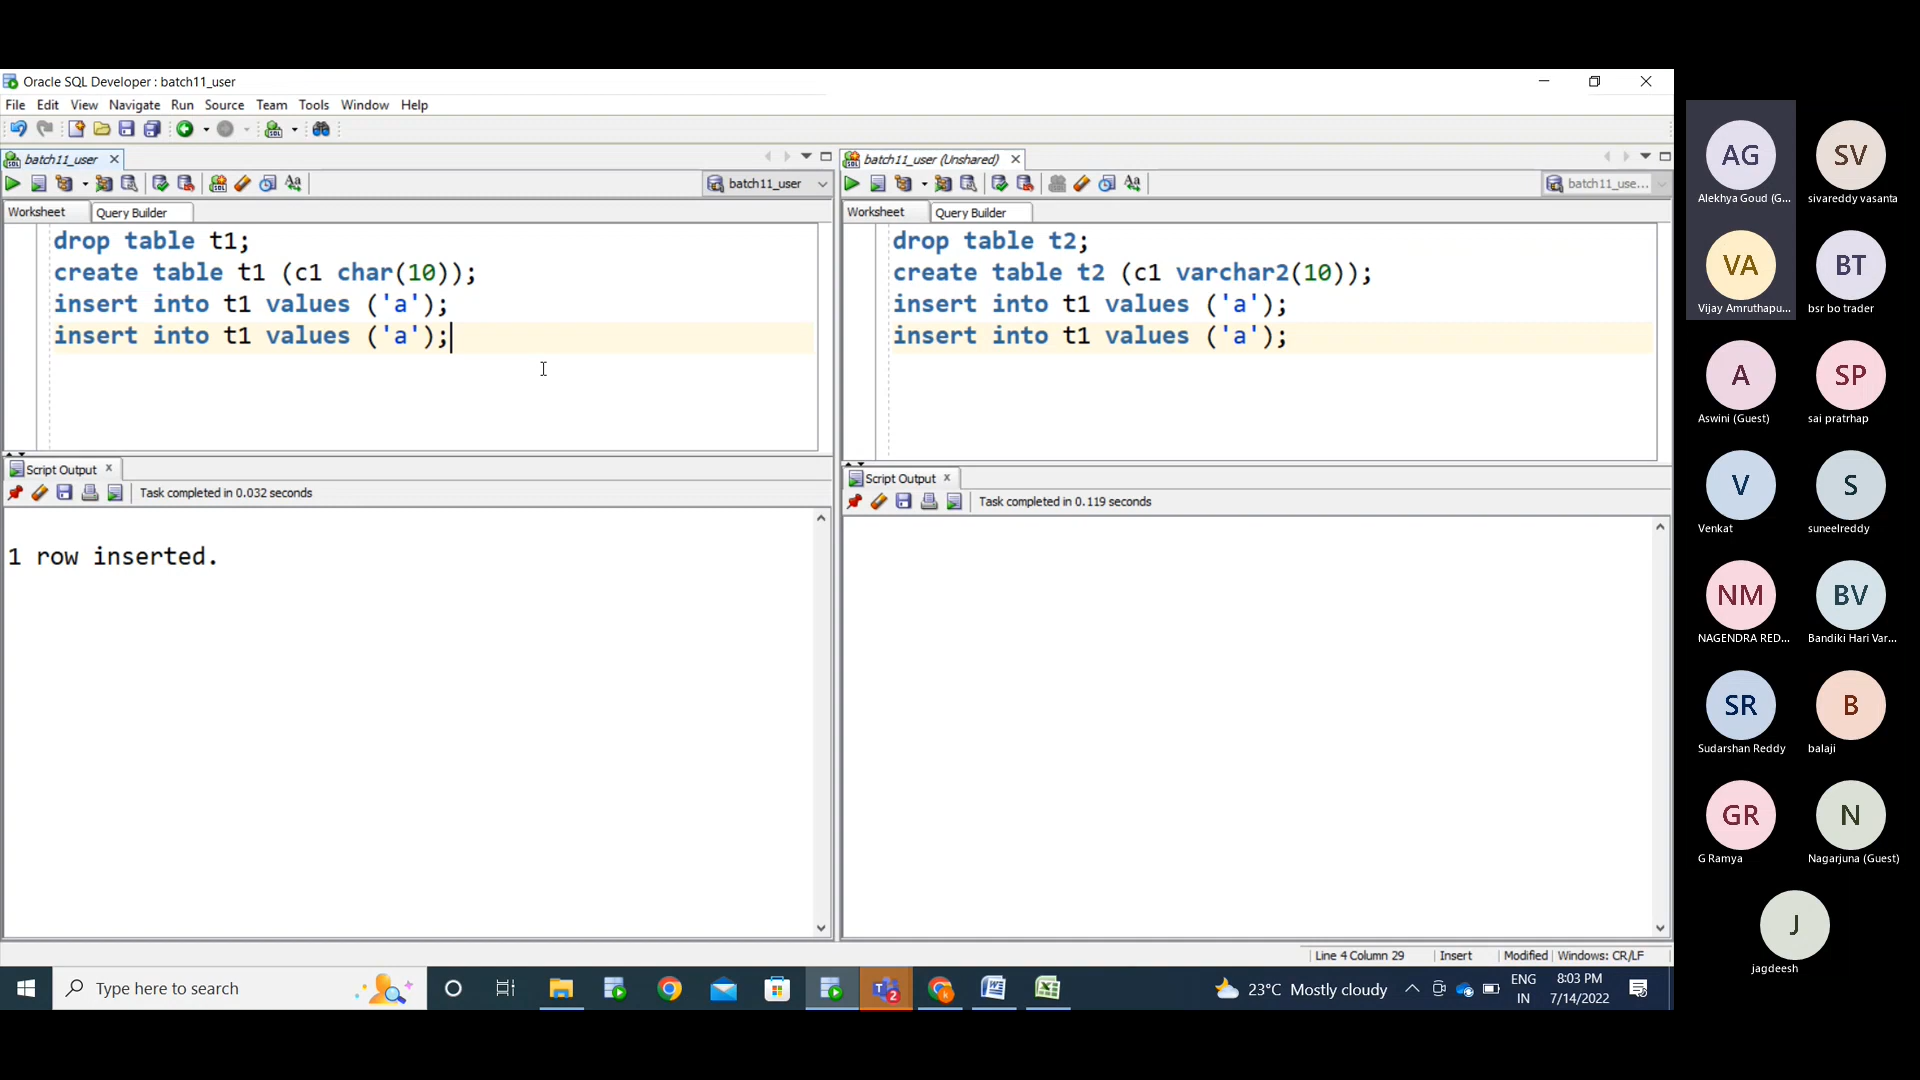 Oracle SQL Developer : batch11_user
File Edit View Navigate Run Source Team Tools Window Help
batch11_user
batch11_user
Worksheet Query Builder
drop table t1;
create table t1 (c1 char(10));
insert into t1 values ('a');
insert into t1 values ('a');
Script Output
Task completed in 0.032 seconds
1 row inserted.
batch11_user (Unshared)
batch11_use...
Worksheet Query Builder
drop table t2;
create table t2 (c1 varchar2(10));
insert into t1 values ('a');
insert into t1 values ('a');
Script Output
Task completed in 0.119 seconds
Line 4 Column 29 Insert Modified Windows: CR/LF
Type here to search
2
23°C Mostly cloudy
ENG
IN
8:03 PM
7/14/2022
AG
Alekhya Goud (G...
SV
sivareddy vasanta
VA
Vijay Amruthapu...
BT
bsr bo trader
A
Aswini (Guest)
SP
sai pratrhap
V
Venkat
S
suneelreddy
NM
NAGENDRA RED...
BV
Bandiki Hari Var...
SR
Sudarshan Reddy
B
balaji
GR
G Ramya
N
Nagarjuna (Guest)
J
jagdeesh